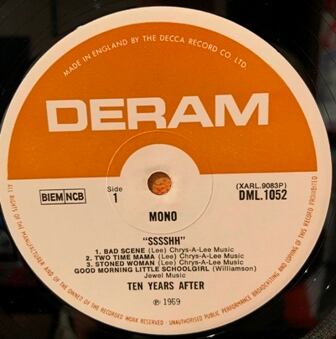 MADE IN ENGLAND BY THE DECCA RECORD CO. LTD.
DERAM
BIEM NCB
Side
1
MONO
(XARL.9083P)
DML.1052
"SSSSHH"
1. BAD SCENE (Lee) Chrys-A-Lee Music
2. TWO TIME MAMA (Lee) Chrys-A-Lee Music
3. STONED WOMAN (Lee) Chrys-A-Lee Music
GOOD MORNING LITTLE SCHOOLGIRL (Williamson)
Jewel Music
TEN YEARS AFTER
℗ 1969
ALL RIGHTS OF THE MANUFACTURER AND OF THE OWNER OF THE RECORDED WORK RESERVED · UNAUTHORISED PUBLIC PERFORMANCE BROADCASTING AND COPYING OF THIS RECORD PROHIBITED